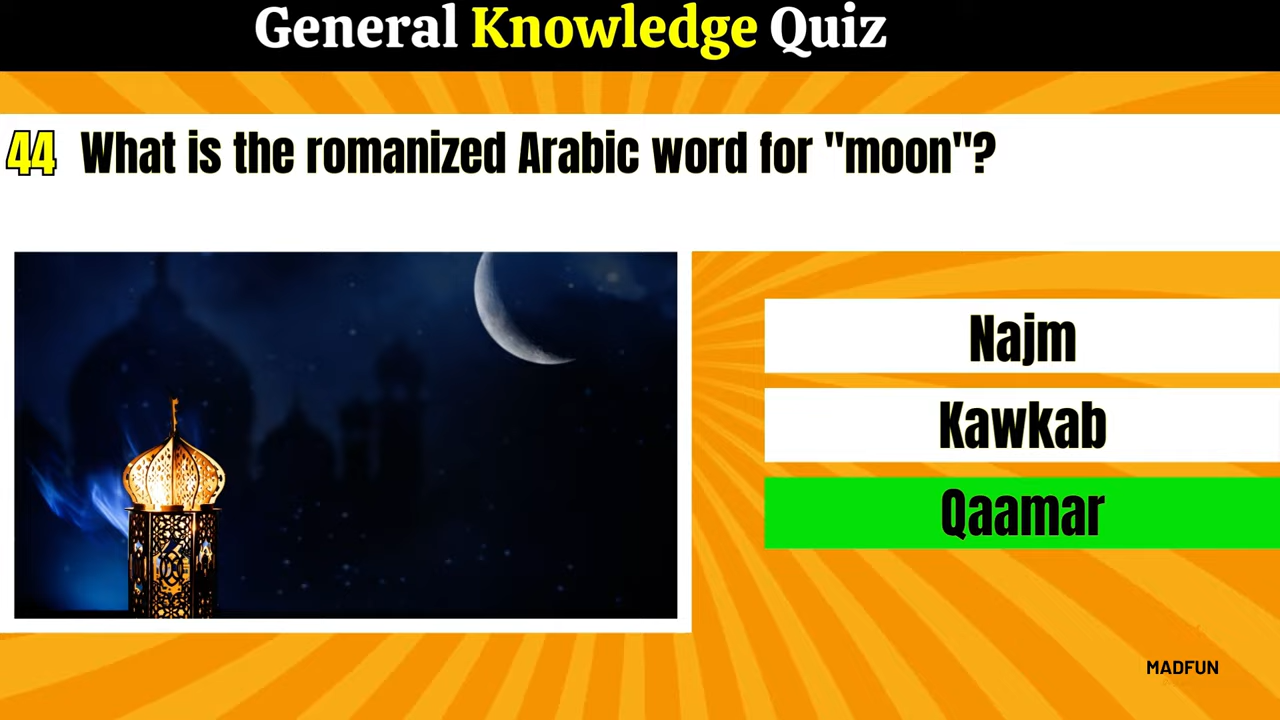 General Knowledge Quiz
44 What is the romanized Arabic word for "moon"?
Najm
Kawkab
Qaamar
MADFUN